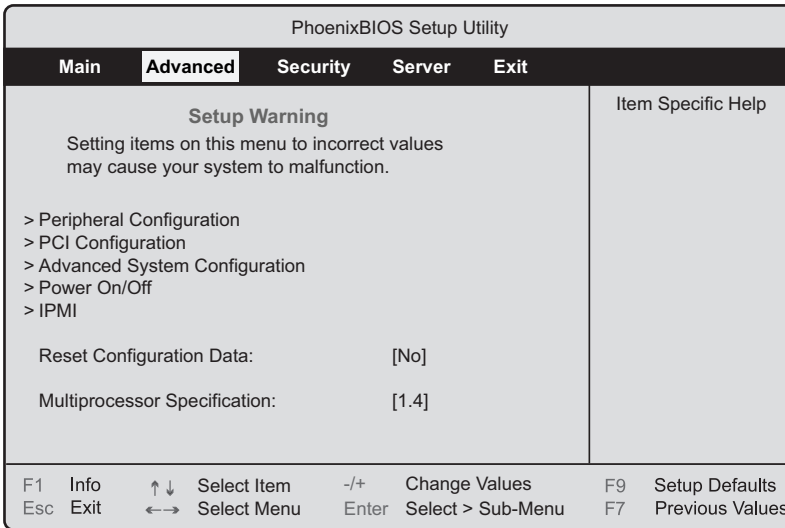 PhoenixBIOS Setup Utility
Main Advanced Security Server Exit
Setup Warning
Setting items on this menu to incorrect values
may cause your system to malfunction.
> Peripheral Configuration
> PCI Configuration
> Advanced System Configuration
> Power On/Off
> IPMI
Reset Configuration Data: [No]
Multiprocessor Specification: [1.4]
Item Specific Help
F1 Info ↑↓ Select Item -/+ Change Values F9 Setup Defaults
Esc Exit ←→ Select Menu Enter Select > Sub-Menu F7 Previous Values